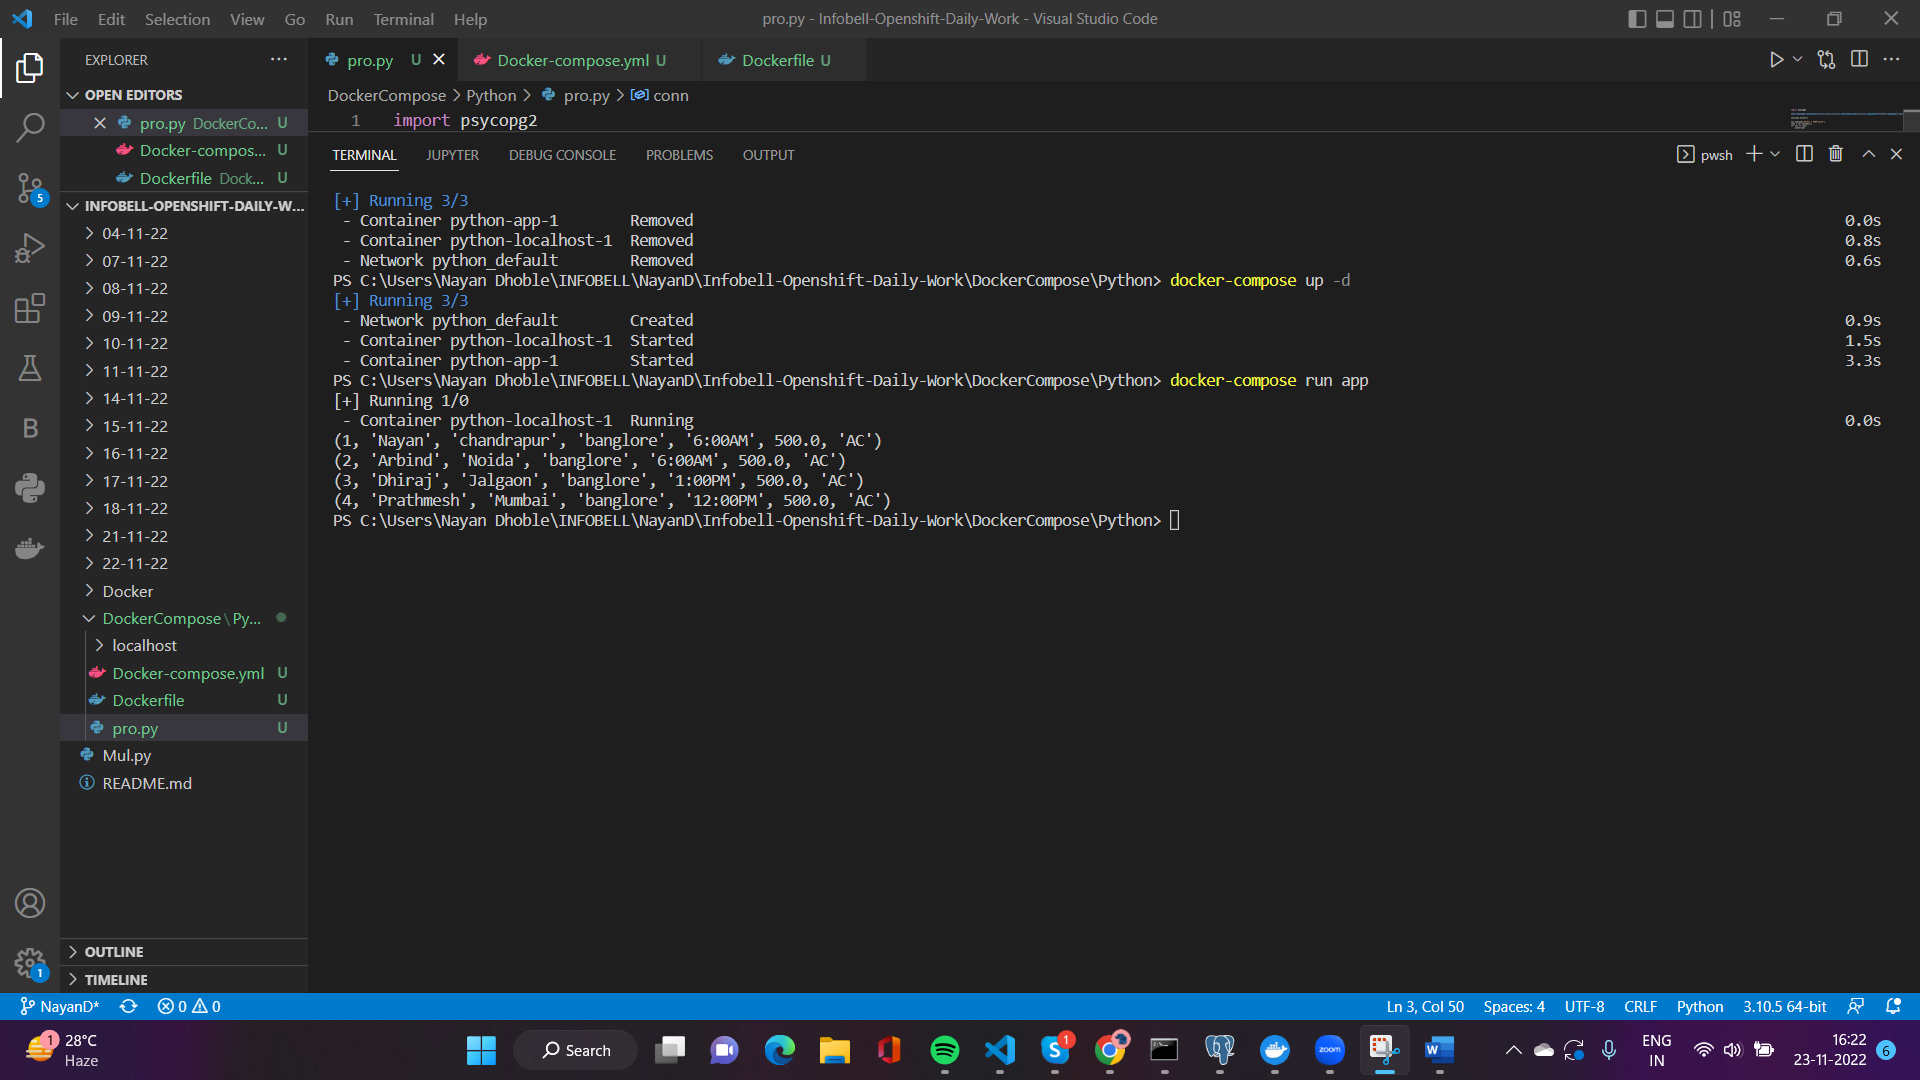 File Edit Selection View Go Run Terminal Help
pro.py - Infobell-Openshift-Daily-Work - Visual Studio Code
EXPLORER
OPEN EDITORS
pro.py DockerCo... U
Docker-compos... U
Dockerfile Dock... U
INFOBELL-OPENSHIFT-DAILY-W...
04-11-22
07-11-22
08-11-22
09-11-22
10-11-22
11-11-22
14-11-22
15-11-22
16-11-22
17-11-22
18-11-22
21-11-22
22-11-22
Docker
DockerCompose\Py...
localhost
Docker-compose.yml U
Dockerfile U
pro.py U
Mul.py
README.md
OUTLINE
TIMELINE
5
B
1
pro.py U
Docker-compose.yml U
Dockerfile U
DockerCompose > Python > pro.py > conn
1 import psycopg2
TERMINAL JUPYTER DEBUG CONSOLE PROBLEMS OUTPUT
pwsh
[+] Running 3/3
- Container python-app-1 Removed 0.0s
- Container python-localhost-1 Removed 0.8s
- Network python_default Removed 0.6s
PS C:\Users\Nayan Dhoble\INFOBELL\NayanD\Infobell-Openshift-Daily-Work\DockerCompose\Python> docker-compose up -d
[+] Running 3/3
- Network python_default Created 0.9s
- Container python-localhost-1 Started 1.5s
- Container python-app-1 Started 3.3s
PS C:\Users\Nayan Dhoble\INFOBELL\NayanD\Infobell-Openshift-Daily-Work\DockerCompose\Python> docker-compose run app
[+] Running 1/0
- Container python-localhost-1 Running 0.0s
(1, 'Nayan', 'chandrapur', 'banglore', '6:00AM', 500.0, 'AC')
(2, 'Arbind', 'Noida', 'banglore', '6:00AM', 500.0, 'AC')
(3, 'Dhiraj', 'Jalgaon', 'banglore', '1:00PM', 500.0, 'AC')
(4, 'Prathmesh', 'Mumbai', 'banglore', '12:00PM', 500.0, 'AC')
PS C:\Users\Nayan Dhoble\INFOBELL\NayanD\Infobell-Openshift-Daily-Work\DockerCompose\Python>
NayanD* 0 0 Ln 3, Col 50 Spaces: 4 UTF-8 CRLF Python 3.10.5 64-bit
1 28°C
Haze
Search
1
zoom
W
ENG
IN
16:22
23-11-2022
6